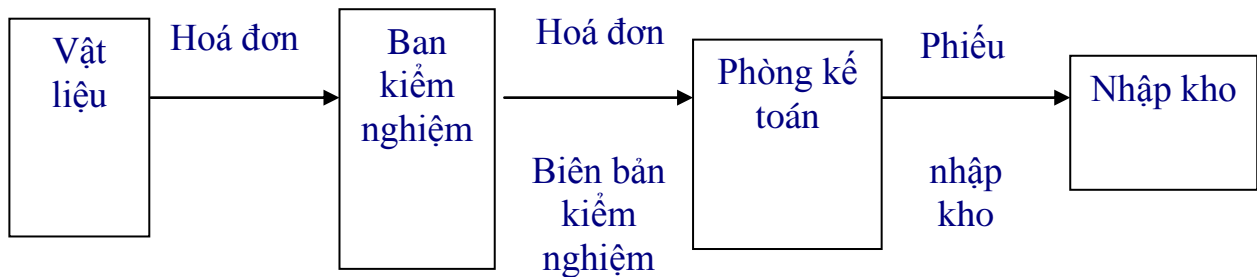 Vật
liệu
Hoá đơn
Ban
kiểm
nghiệm
Hoá đơn
Biên bản
kiểm
nghiệm
Phòng kế
toán
Phiếu
nhập
kho
Nhập kho